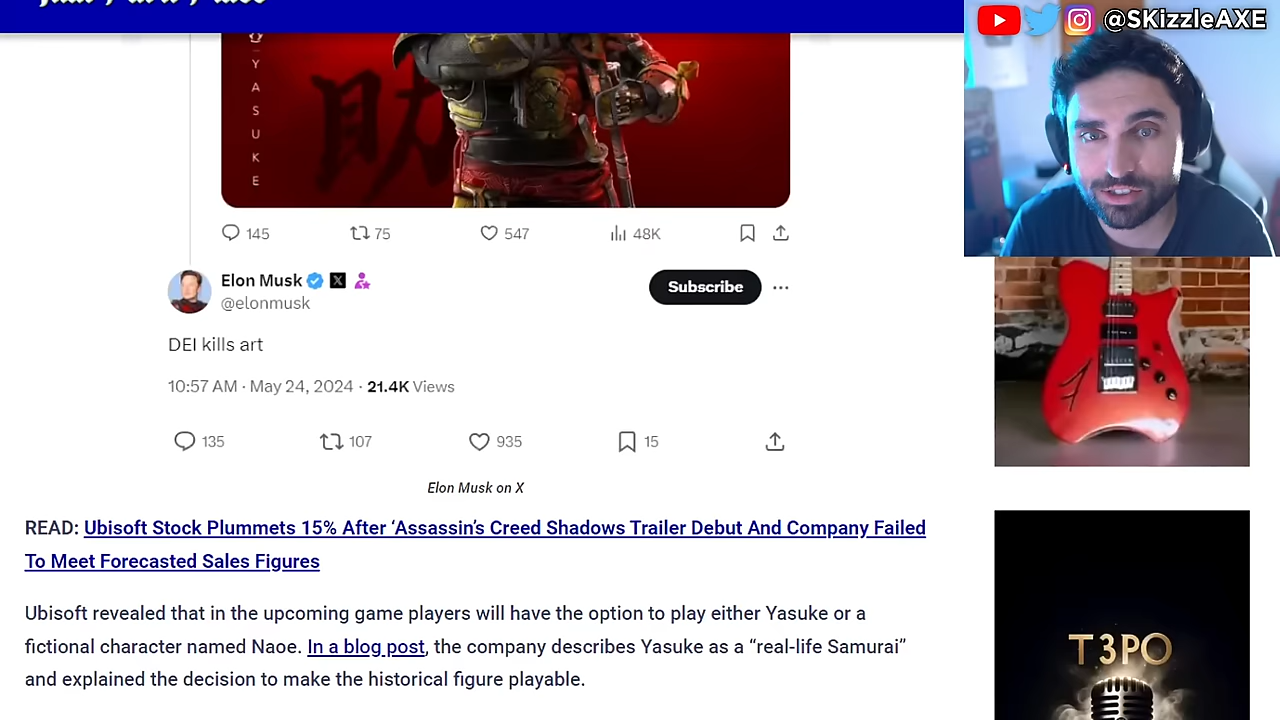 @SKizzleAXE
YASUKE
財
145
75
547
48K
Elon Musk
@elonmusk
Subscribe
DEI kills art
10:57 AM · May 24, 2024 · 21.4K Views
135
107
935
15
Elon Musk on X
READ: Ubisoft Stock Plummets 15% After ‘Assassin’s Creed Shadows Trailer Debut And Company Failed
To Meet Forecasted Sales Figures
Ubisoft revealed that in the upcoming game players will have the option to play either Yasuke or a
fictional character named Naoe. In a blog post, the company describes Yasuke as a “real-life Samurai”
and explained the decision to make the historical figure playable.
T3PO